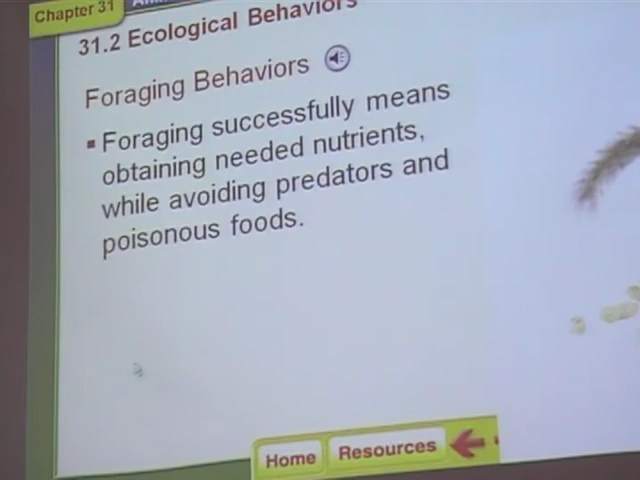 Chapter 31
31.2 Ecological Behaviors
Foraging Behaviors
▪ Foraging successfully means
obtaining needed nutrients,
while avoiding predators and
poisonous foods.
Home Resources